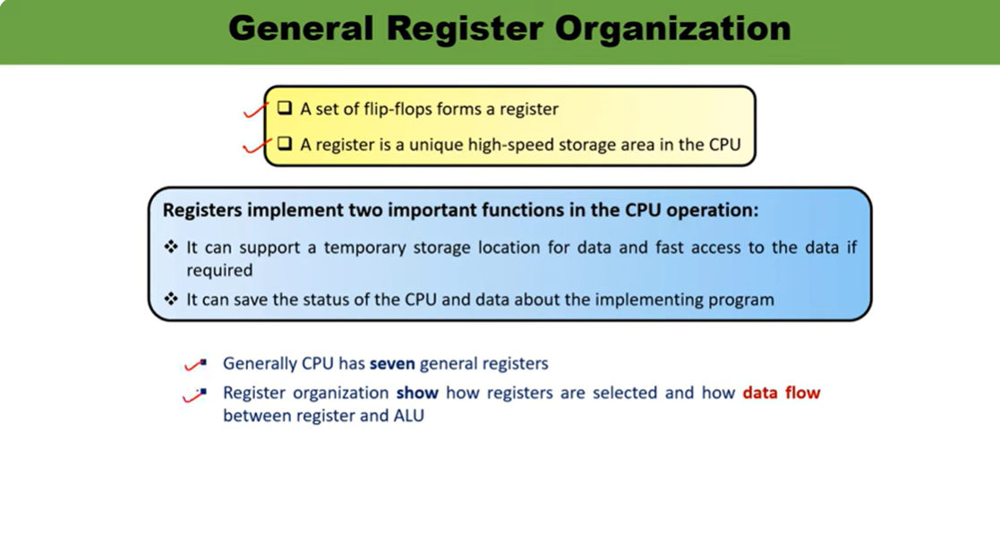 General Register Organization
❑ A set of flip-flops forms a register
❑ A register is a unique high-speed storage area in the CPU
Registers implement two important functions in the CPU operation:
❖ It can support a temporary storage location for data and fast access to the data if
required
❖ It can save the status of the CPU and data about the implementing program
▪ Generally CPU has seven general registers
▪ Register organization show how registers are selected and how data flow
between register and ALU